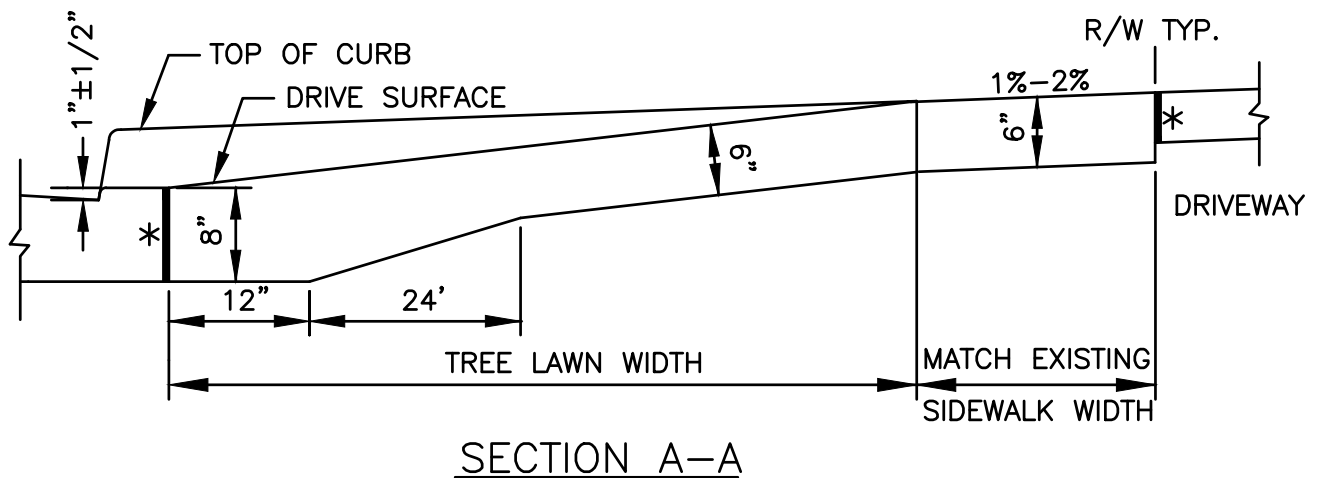 R/W TYP.
1"±1/2"
TOP OF CURB
DRIVE SURFACE
1%-2%
6"
6"
*
*
8"
DRIVEWAY
12"
24'
TREE LAWN WIDTH
MATCH EXISTING
SIDEWALK WIDTH
SECTION A-A